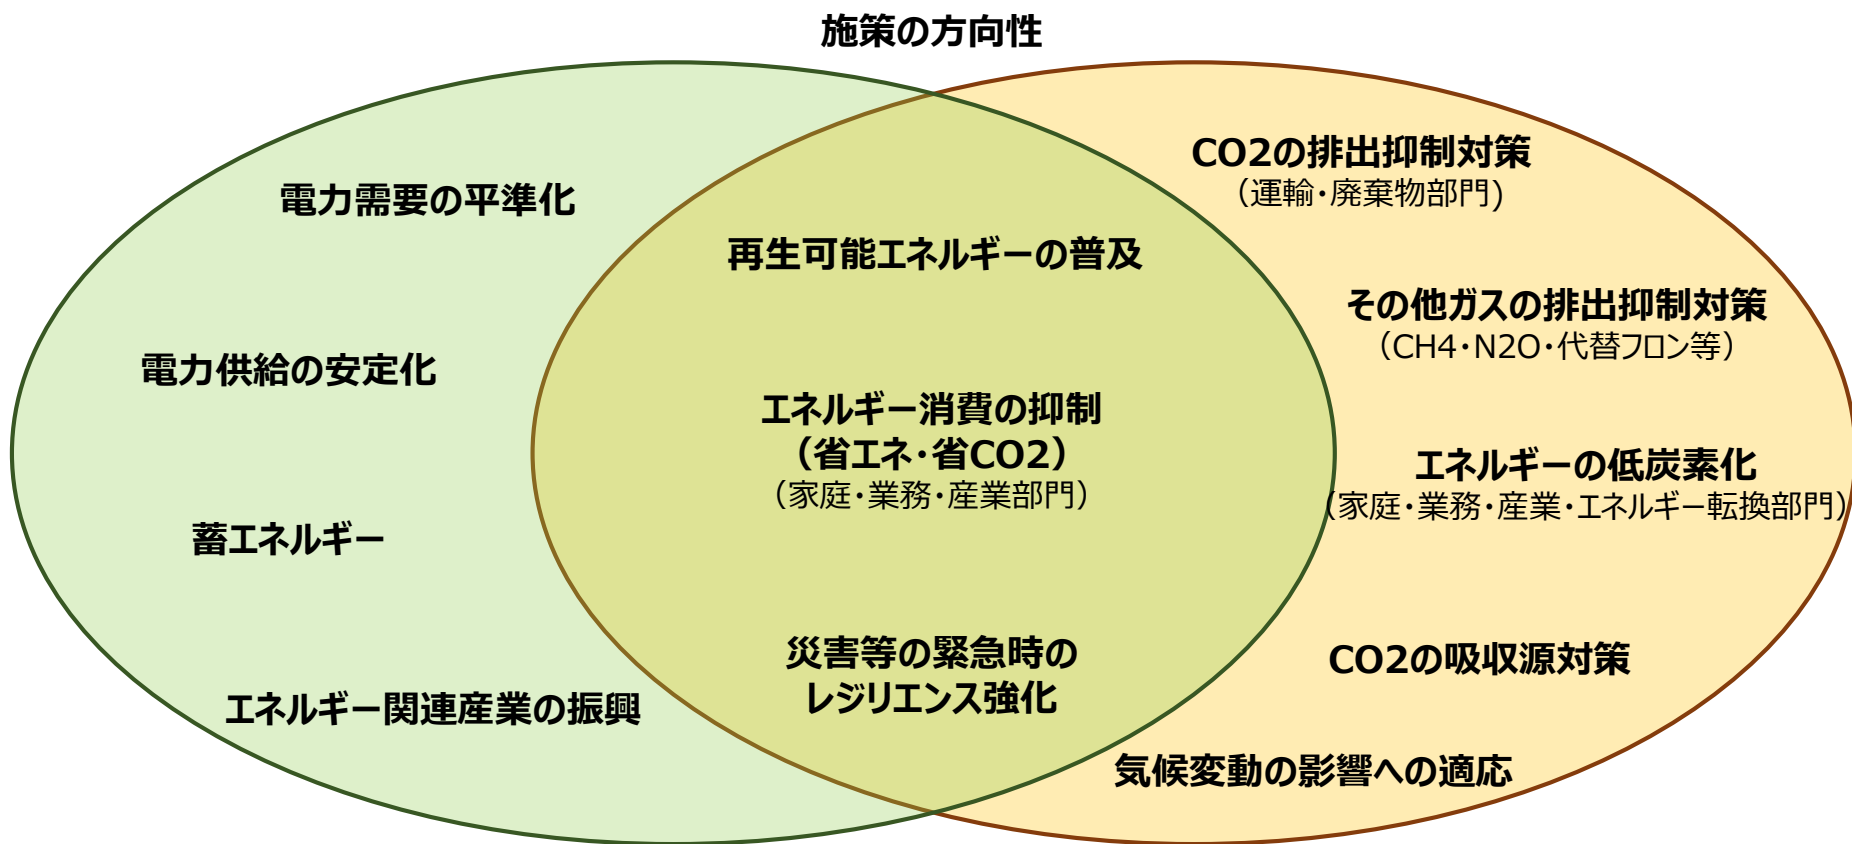 施策の方向性
電力需要の平準化
電力供給の安定化
蓄エネルギー
エネルギー関連産業の振興
再生可能エネルギーの普及
エネルギー消費の抑制
（省エネ・省CO2）
（家庭・業務・産業部門）
災害等の緊急時の
レジリエンス強化
CO2の排出抑制対策
（運輸・廃棄物部門)
その他ガスの排出抑制対策
（CH4・N2O・代替フロン等）
エネルギーの低炭素化
（家庭・業務・産業・エネルギー転換部門）
CO2の吸収源対策
気候変動の影響への適応